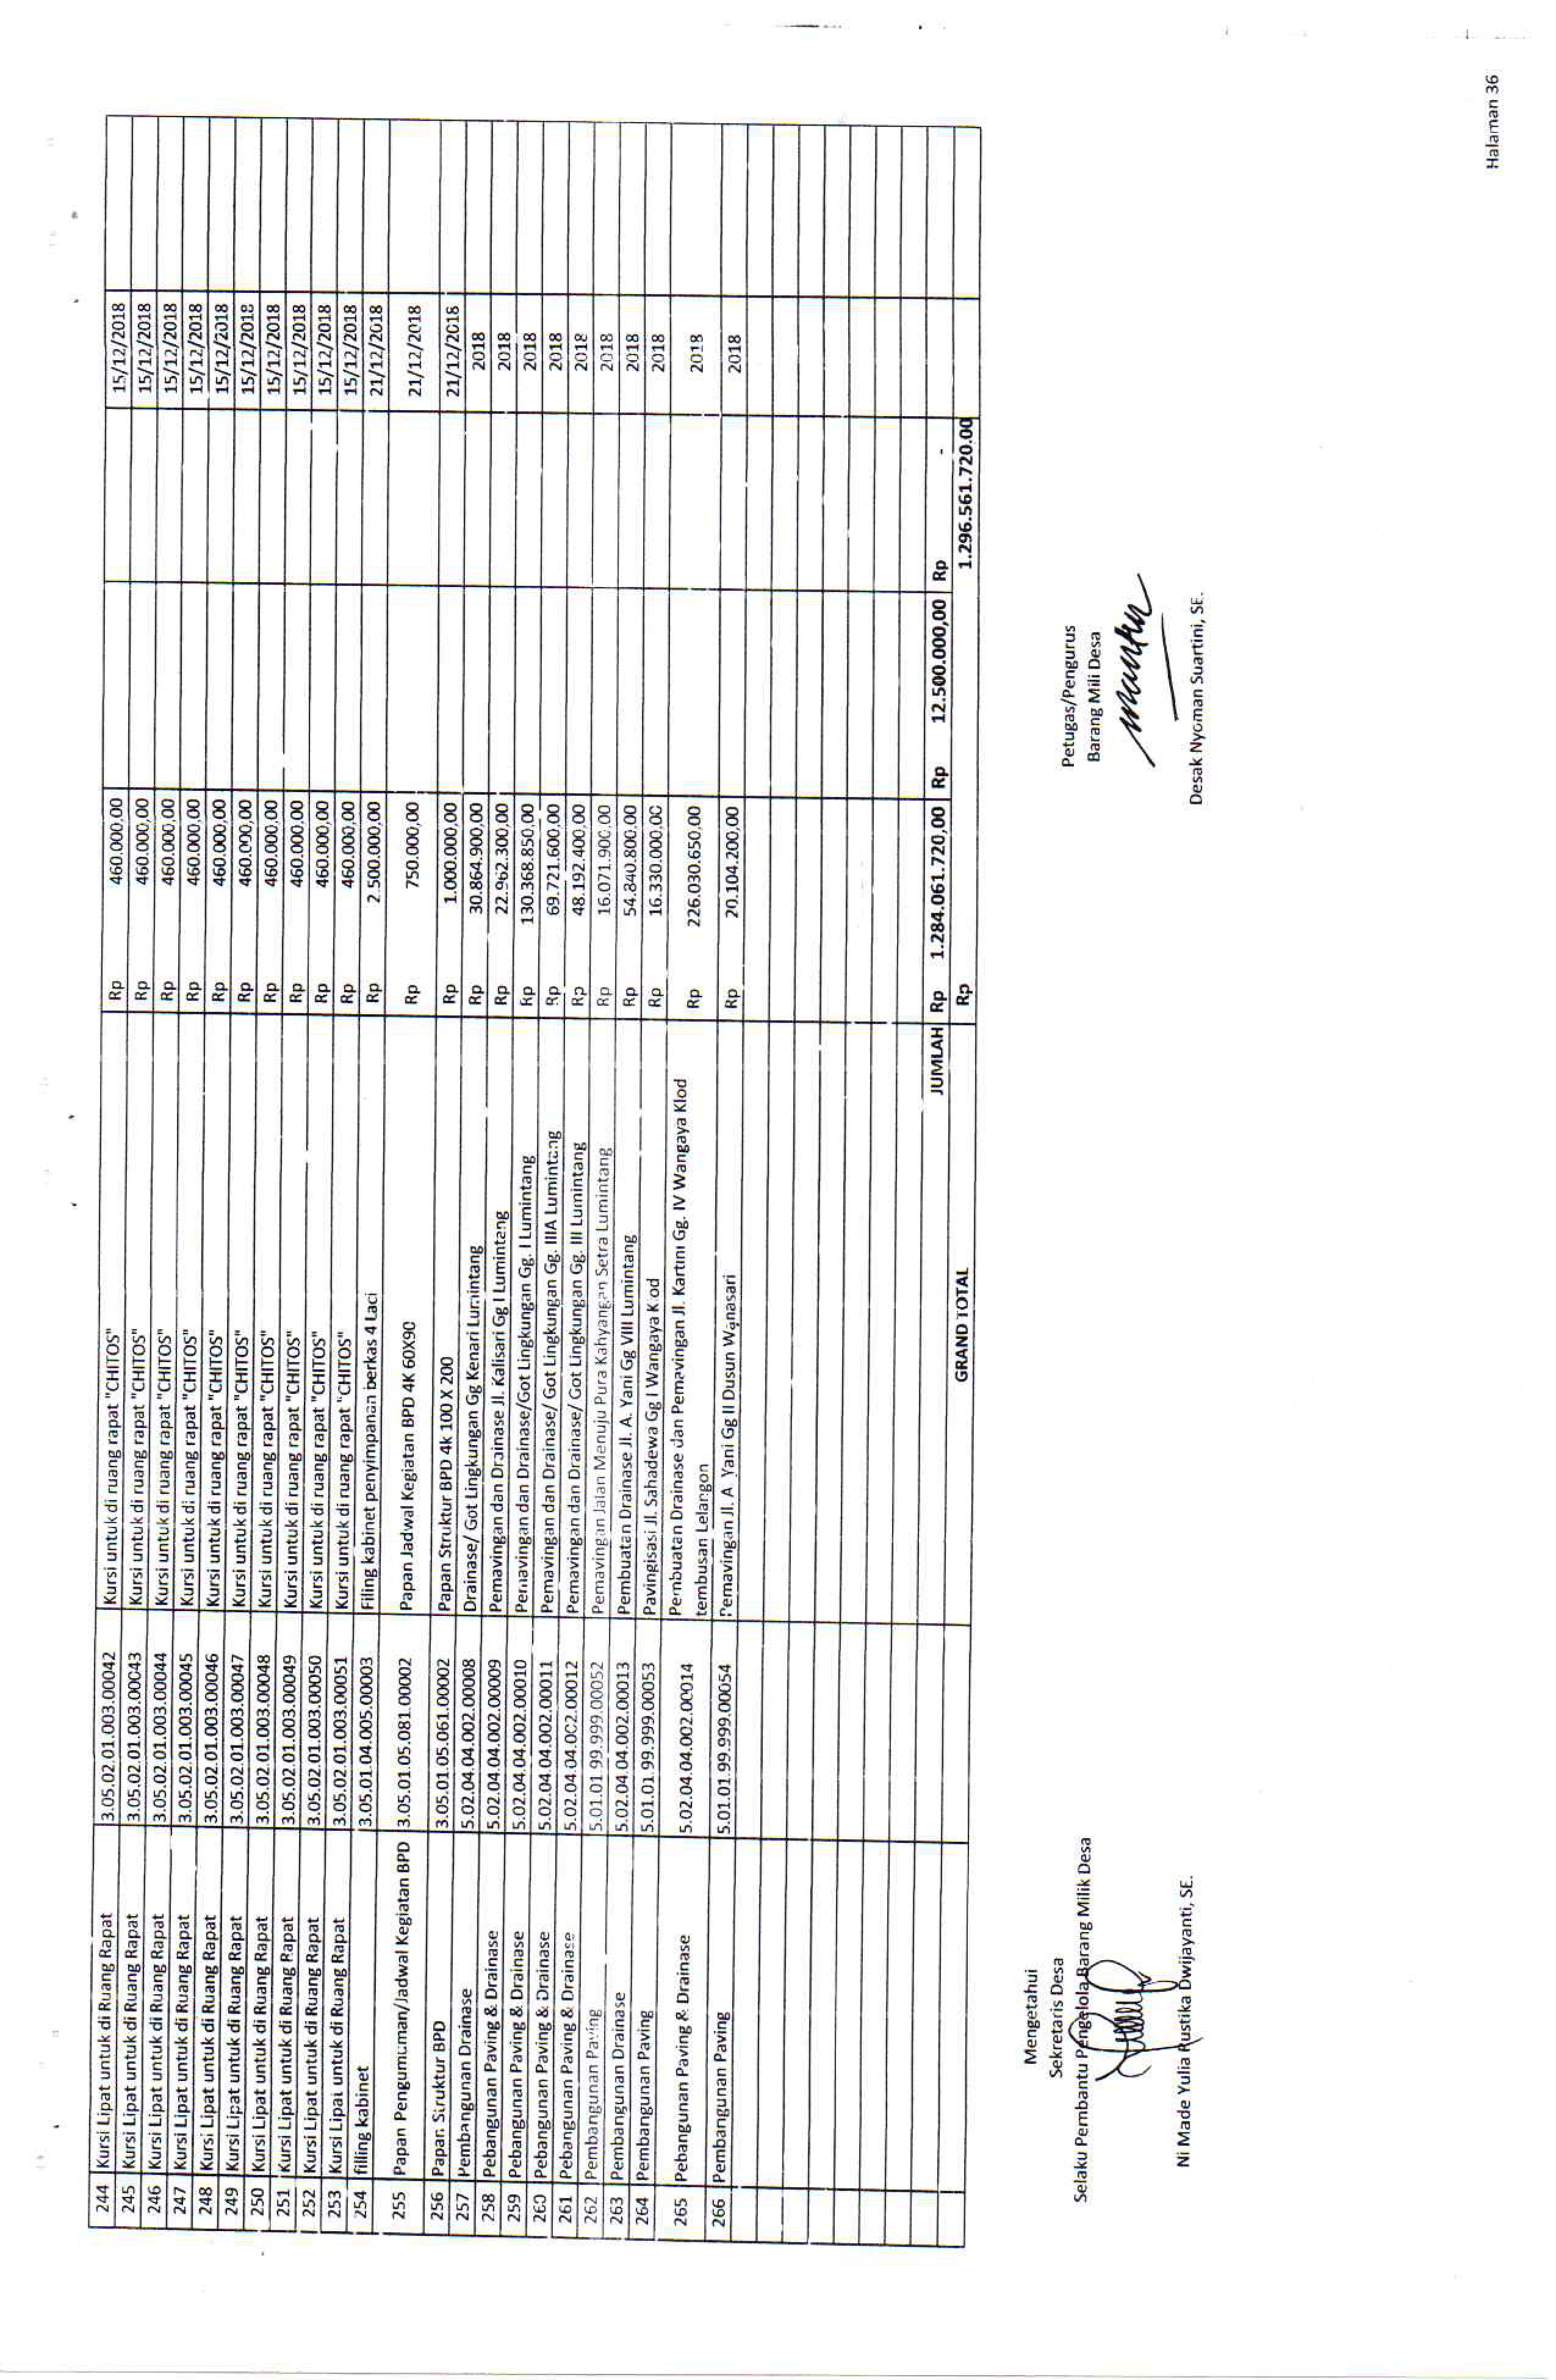 244 Kursi Lipat untuk di Ruang Rapat 3.05.02.01.003.00042 Kursi untuk di ruang rapat "CHITOS" Rp 460.000,00 15/12/2018
245 Kursi Lipat untuk di Ruang Rapat 3.05.02.01.003.00043 Kursi untuk di ruang rapat "CHITOS" Rp 460.000,00 15/12/2018
246 Kursi Lipat untuk di Ruang Rapat 3.05.02.01.003.00044 Kursi untuk di ruang rapat "CHITOS" Rp 460.000,00 15/12/2018
247 Kursi Lipat untuk di Ruang Rapat 3.05.02.01.003.00045 Kursi untuk di ruang rapat "CHITOS" Rp 460.000,00 15/12/2018
248 Kursi Lipat untuk di Ruang Rapat 3.05.02.01.003.00046 Kursi untuk di ruang rapat "CHITOS" Rp 460.000,00 15/12/2018
249 Kursi Lipat untuk di Ruang Rapat 3.05.02.01.003.00047 Kursi untuk di ruang rapat "CHITOS" Rp 460.000,00 15/12/2018
250 Kursi Lipat untuk di Ruang Rapat 3.05.02.01.003.00048 Kursi untuk di ruang rapat "CHITOS" Rp 460.000,00 15/12/2018
251 Kursi Lipat untuk di Ruang Rapat 3.05.02.01.003.00049 Kursi untuk di ruang rapat "CHITOS" Rp 460.000,00 15/12/2018
252 Kursi Lipat untuk di Ruang Rapat 3.05.02.01.003.00050 Kursi untuk di ruang rapat "CHITOS" Rp 460.000,00 15/12/2018
253 Kursi Lipat untuk di Ruang Rapat 3.05.02.01.003.00051 Kursi untuk di ruang rapat "CHITOS" Rp 460.000,00 15/12/2018
254 filling kabinet 3.05.01.04.005.00003 Filing kabinet penyimpanan berkas 4 Laci Rp 2.500.000,00 21/12/2018
255 Papan Pengumuman/Jadwal Kegiatan BPD 3.05.01.05.081.00002 Papan Jadwal Kegiatan BPD 4K 60X90 Rp 750.000,00 21/12/2018
256 Papan Struktur BPD 3.05.01.05.061.00002 Papan Struktur BPD 4k 100 X 200 Rp 1.000.000,00 21/12/2018
257 Pembangunan Drainase 5.02.04.04.002.00008 Drainase/ Got Lingkungan Gg Kenari Lumintang Rp 30.864.900,00 2018
258 Pebangunan Paving & Drainase 5.02.04.04.002.00009 Pemavingan dan Drainase Jl. Kalisari Gg I Lumintang Rp 22.962.300,00 2018
259 Pebangunan Paving & Drainase 5.02.04.04.002.00010 Pemavingan dan Drainase/Got Lingkungan Gg. I Lumintang Rp 130.368.850,00 2018
260 Pebangunan Paving & Drainase 5.02.04.04.002.00011 Pemavingan dan Drainase/ Got Lingkungan Gg. IIIA Lumintang Rp 69.721.600,00 2018
261 Pebangunan Paving & Drainase 5.02.04.04.002.00012 Pemavingan dan Drainase/ Got Lingkungan Gg. III Lumintang Rp 48.192.400,00 2018
262 Pembangunan Paving 5.01.01.99.999.00052 Pemavingan Jalan Menuju Pura Kahyangan Setra Lumintang Rp 16.071.900,00 2018
263 Pembangunan Drainase 5.02.04.04.002.00013 Pembuatan Drainase Jl. A. Yani Gg VIII Lumintang Rp 54.840.800,00 2018
264 Pembangunan Paving 5.01.01.99.999.00053 Pavingisasi Jl. Sahadewa Gg I Wangaya Klod Rp 16.330.000,00 2018
265 Pebangunan Paving & Drainase 5.02.04.04.002.00014 Pembuatan Drainase dan Pemavingan Jl. Kartini Gg. IV Wangaya Klod Rp 226.030.650,00 2018
tembusan Lelangon
266 Pembangunan Paving 5.01.01.99.999.00054 Pemavingan Jl. A. Yani Gg II Dusun Wanasari Rp 20.104.200,00 2018
JUMLAH Rp 1.284.061.720,00 Rp 12.500.000,00 Rp -
GRAND TOTAL Rp 1.296.561.720.00
Mengetahui
Sekretaris Desa
Selaku Pembantu Pengelola Barang Milik Desa
Ni Made Yulia Rustika Dwijayanti, SE.
Petugas/Pengurus
Barang Mili Desa
Desak Nyoman Suartini, SE.
Halaman 36